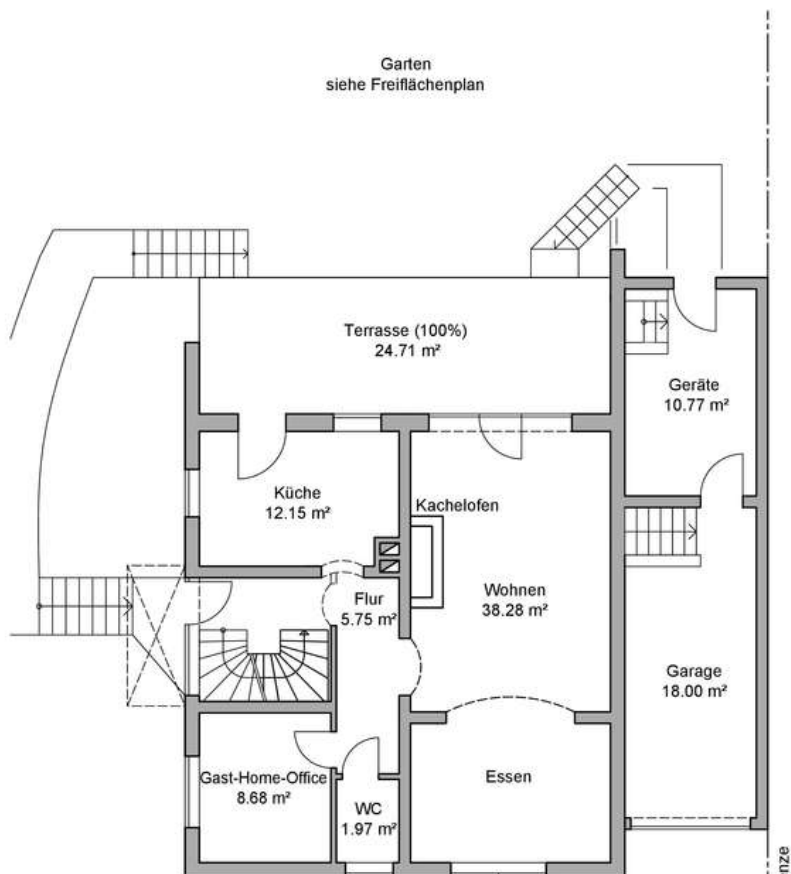 Garten
siehe Freiflächenplan
Terrasse (100%)
24.71 m²
Geräte
10.77 m²
Küche
12.15 m²
Kachelofen
Flur
5.75 m²
Wohnen
38.28 m²
Garage
18.00 m²
Gast-Home-Office
8.68 m²
WC
1.97 m²
Essen